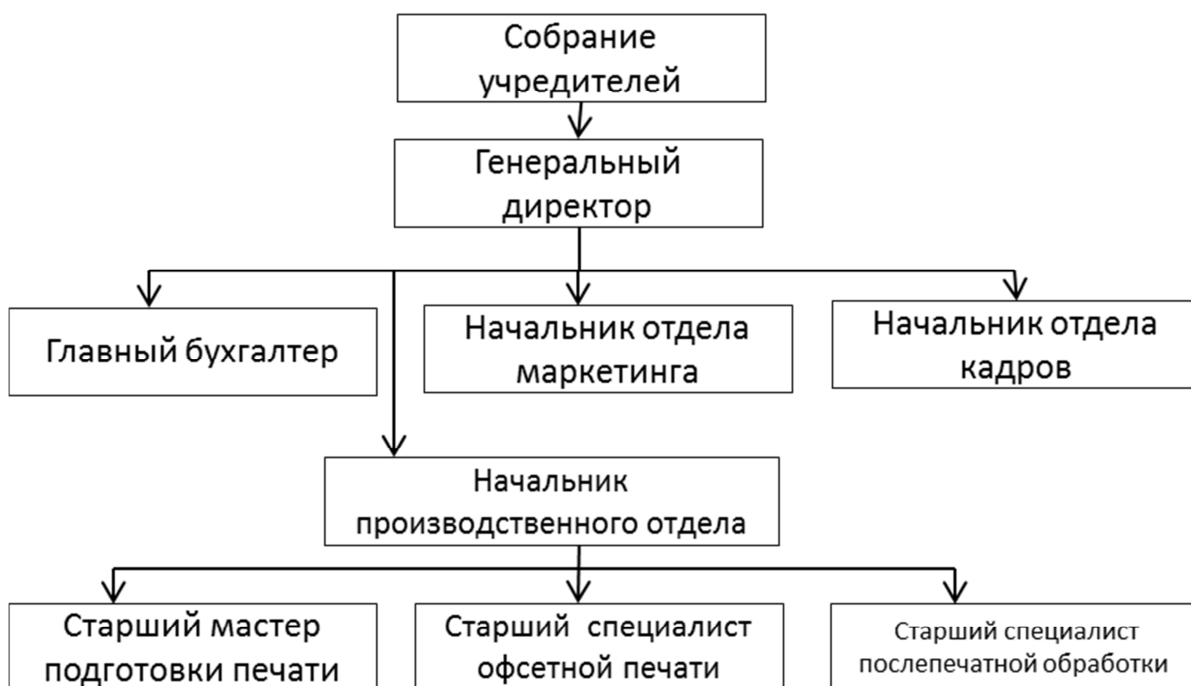 Собрание
учредителей
Генеральный
директор
Главный бухгалтер
Начальник отдела
маркетинга
Начальник отдела
кадров
Начальник
производственного отдела
Старший мастер
подготовки печати
Старший специалист
офсетной печати
Старший специалист
послепечатной обработки